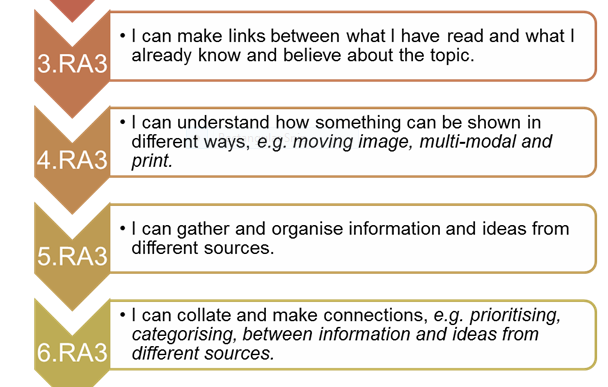 3.RA3
• I can make links between what I have read and what I
already know and believe about the topic.
4.RA3
• I can understand how something can be shown in
different ways, e.g. moving image, multi-modal and
print.
5.RA3
• I can gather and organise information and ideas from
different sources.
6.RA3
• I can collate and make connections, e.g. prioritising,
categorising, between information and ideas from
different sources.